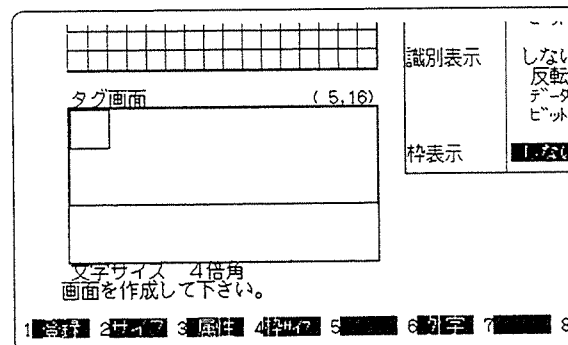 識別表示 しない
反転
データ
ビット
タグ画面 (5,16)
枠表示 しない
文字サイズ 4倍角
画面を作成して下さい。
1 登録 2 サイズ 3 属性 4 枠サイズ 5 6 漢字 7 8